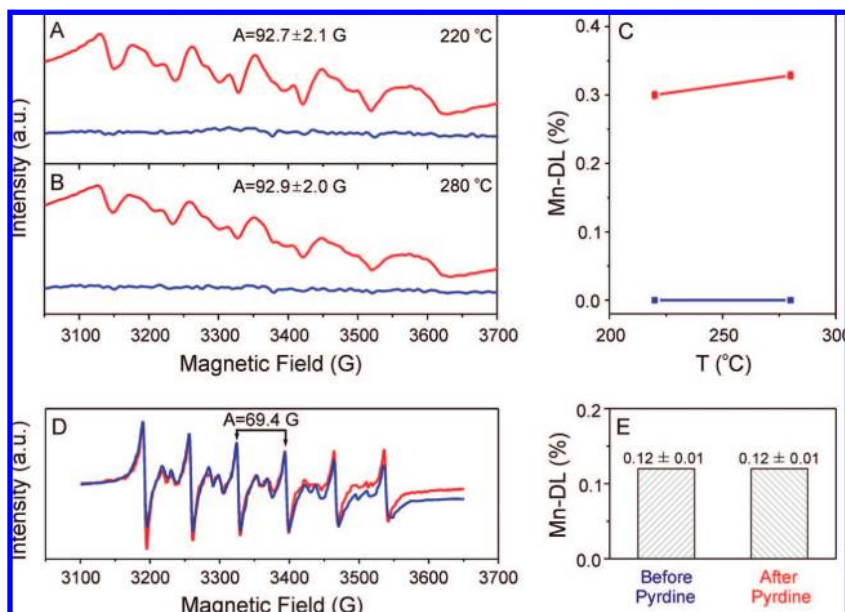 A
A=92.7±2.1 G
220 °C
B
A=92.9±2.0 G
280 °C
Intensity (a.u.)
3100 3200 3300 3400 3500 3600 3700
Magnetic Field (G)
C
Mn-DL (%)
0.4
0.3
0.2
0.1
0.0
200 250 300
T (°C)
D
A=69.4 G
Intensity (a.u.)
3100 3200 3300 3400 3500 3600 3700
Magnetic Field (G)
E
Mn-DL (%)
0.2
0.1
0.0
0.12 ± 0.01
0.12 ± 0.01
Before
Pyrdine
After
Pyrdine